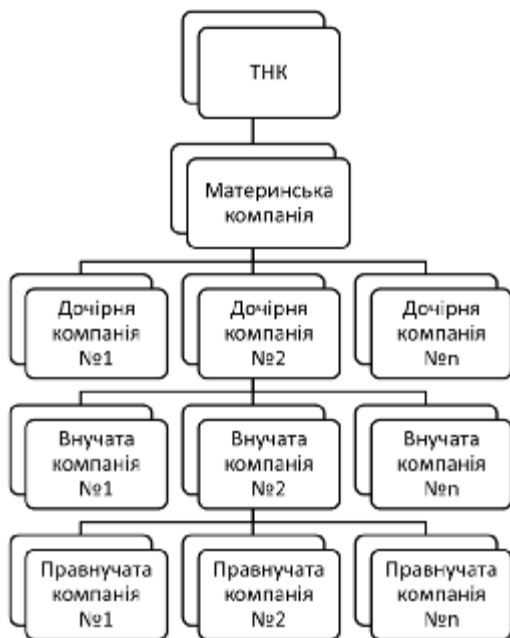 ТНК
Материнська
компанія
Дочірня
компанія
№1
Дочірня
компанія
№2
Дочірня
компанія
№n
Внучата
компанія
№1
Внучата
компанія
№2
Внучата
компанія
№n
Правнучата
компанія
№1
Правнучата
компанія
№2
Правнучата
компанія
№n